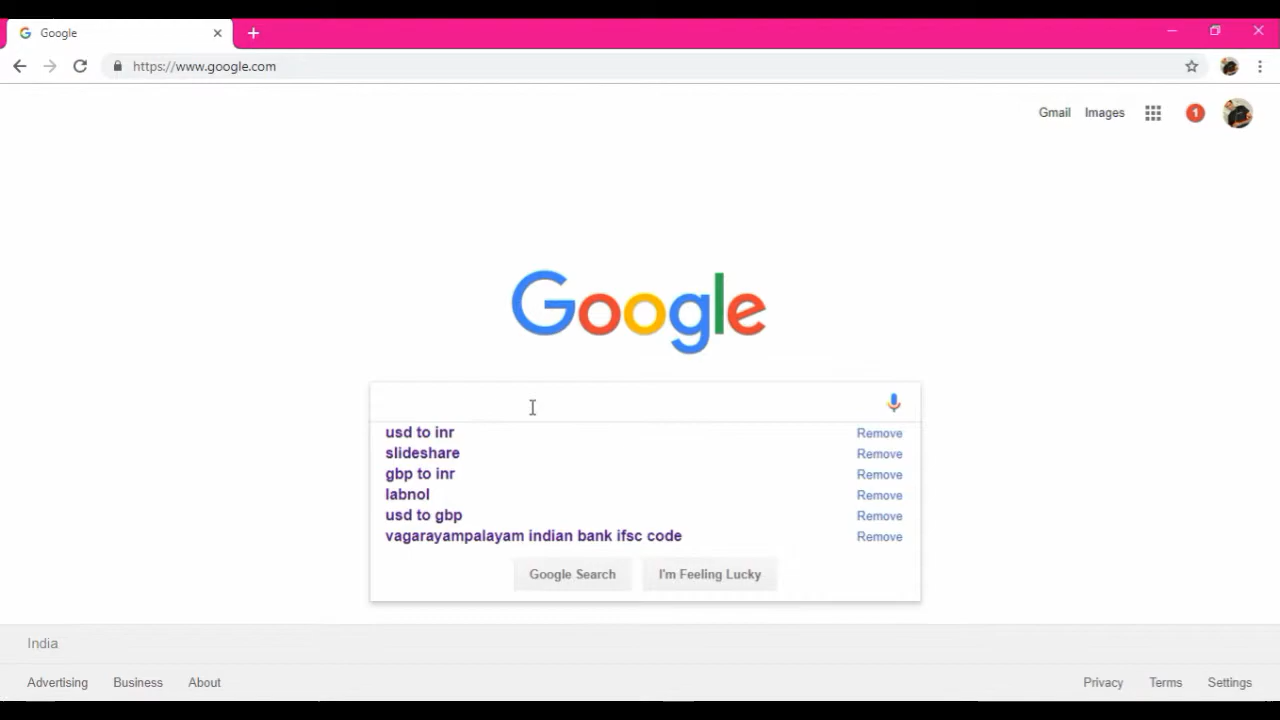 Google
https://www.google.com
Gmail Images 1
Google
usd to inr Remove
slideshare Remove
gbp to inr Remove
labnol Remove
usd to gbp Remove
vagarayampalayam indian bank ifsc code Remove
Google Search I'm Feeling Lucky
India
Advertising Business About Privacy Terms Settings